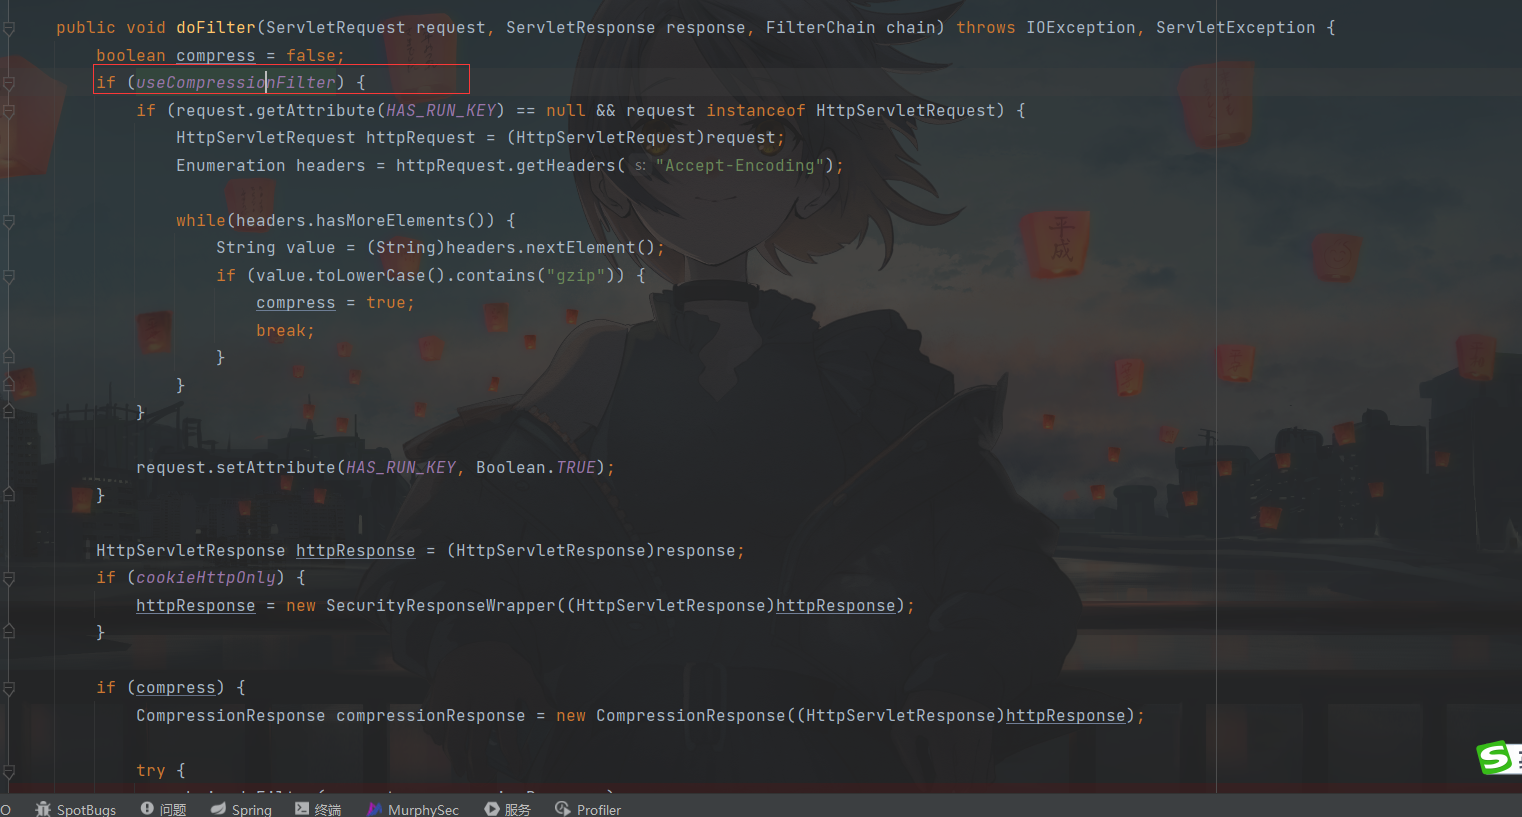 public void doFilter(ServletRequest request, ServletResponse response, FilterChain chain) throws IOException, ServletException {
boolean compress = false;
if (useCompressionFilter) {
if (request.getAttribute(HAS_RUN_KEY) == null && request instanceof HttpServletRequest) {
HttpServletRequest httpRequest = (HttpServletRequest)request;
Enumeration headers = httpRequest.getHeaders( s: "Accept-Encoding");
while(headers.hasMoreElements()) {
String value = (String)headers.nextElement();
if (value.toLowerCase().contains("gzip")) {
compress = true;
break;
}
}
}
request.setAttribute(HAS_RUN_KEY, Boolean.TRUE);
}
HttpServletResponse httpResponse = (HttpServletResponse)response;
if (cookieHttpOnly) {
httpResponse = new SecurityResponseWrapper((HttpServletResponse)httpResponse);
}
if (compress) {
CompressionResponse compressionResponse = new CompressionResponse((HttpServletResponse)httpResponse);
try {
平成
O SpotBugs 问题 Spring 终端 MurphySec 服务 Profiler